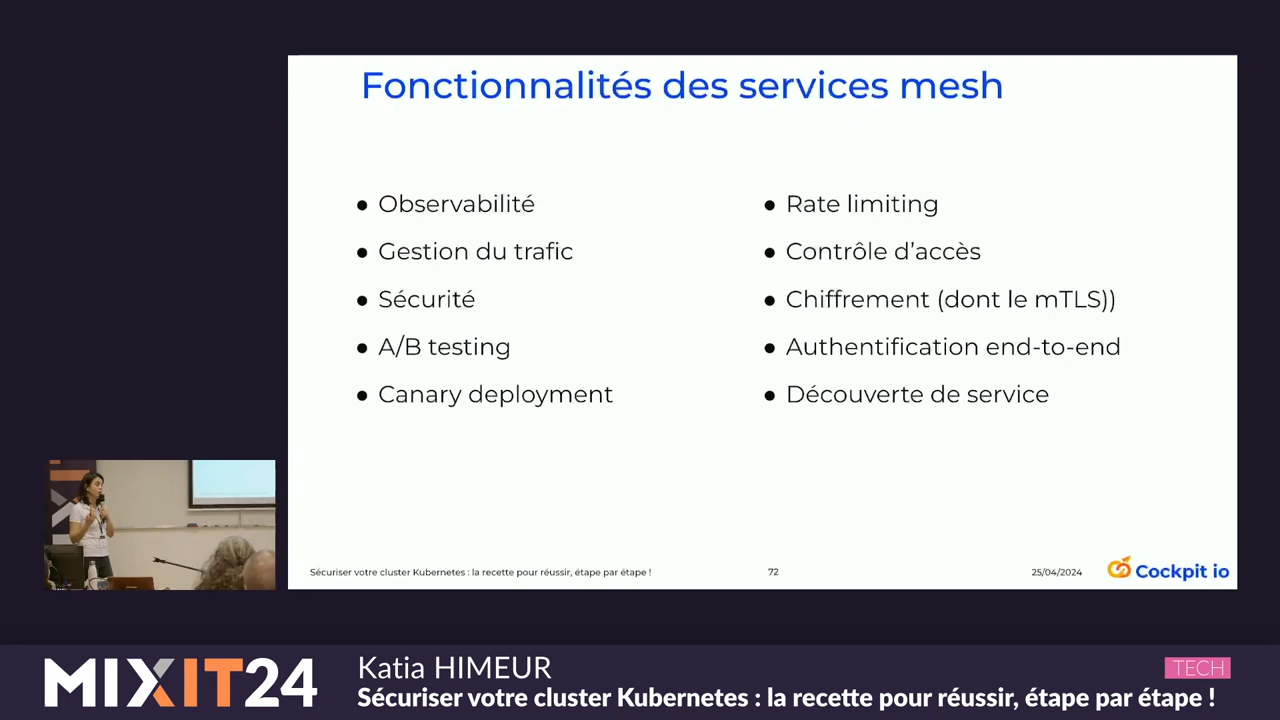 Fonctionnalités des services mesh
● Observabilité
● Gestion du trafic
● Sécurité
● A/B testing
● Canary deployment
● Rate limiting
● Contrôle d’accès
● Chiffrement (dont le mTLS))
● Authentification end-to-end
● Découverte de service
Sécuriser votre cluster Kubernetes : la recette pour réussir, étape par étape !
72
25/04/2024
Cockpit io
MIXIT24
Katia HIMEUR
TECH
Sécuriser votre cluster Kubernetes : la recette pour réussir, étape par étape !